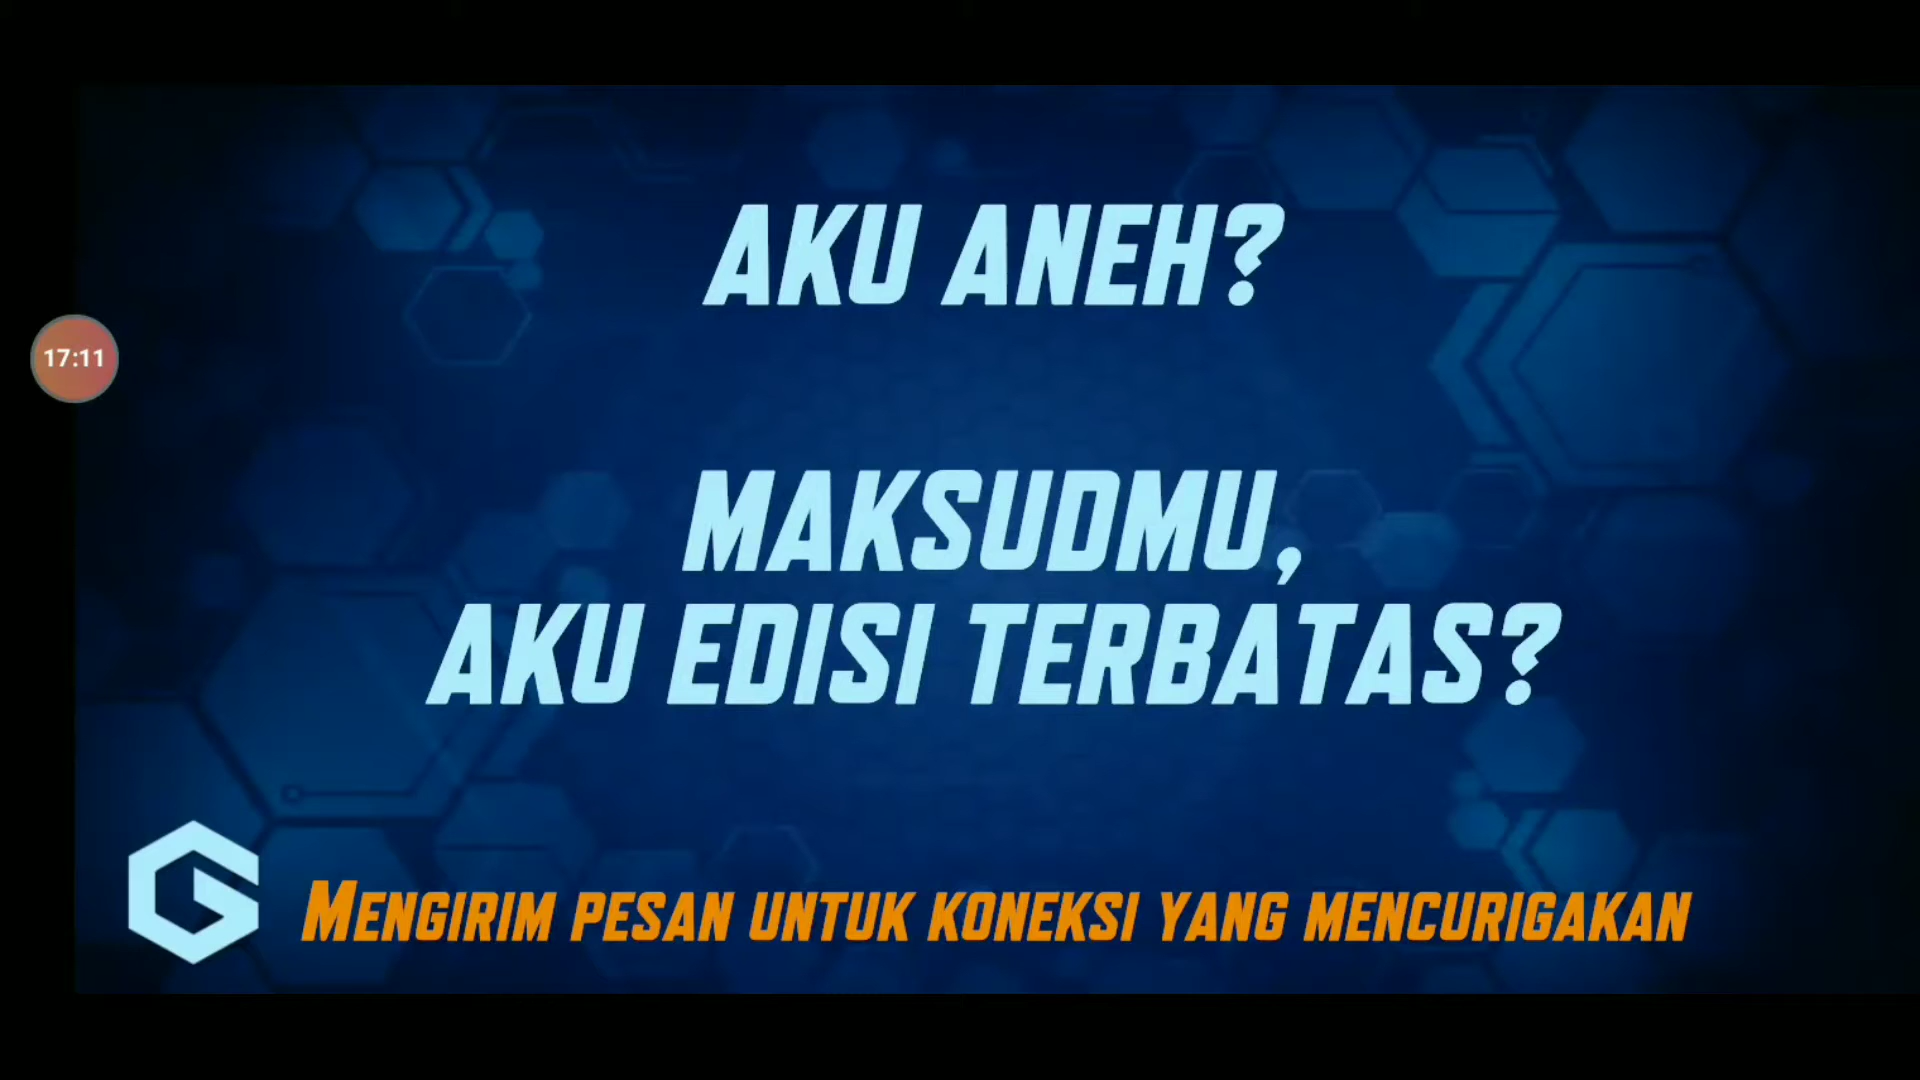 AKU ANEH?
17:11
MAKSUDMU,
AKU EDISI TERBATAS?
G MENGIRIM PESAN UNTUK KONEKSI YANG MENCURIGAKAN